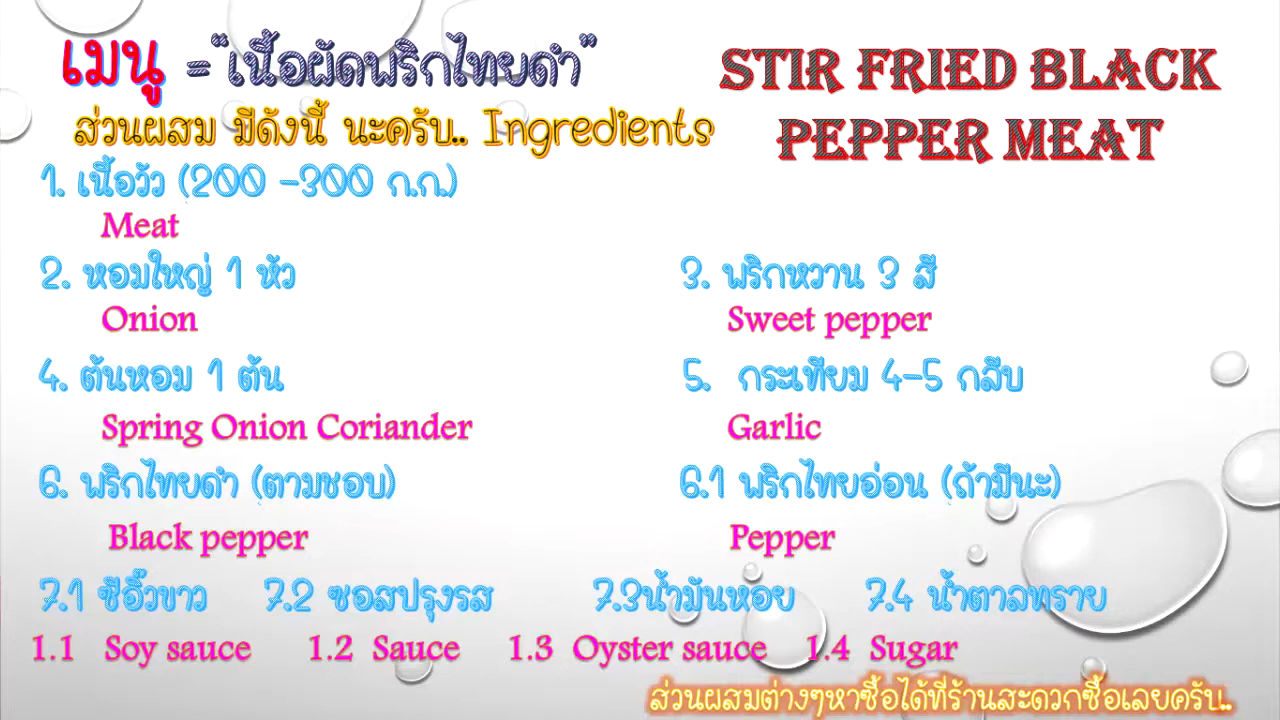 เมนู ="เนื้อผัดพริกไทยดำ"
STIR FRIED BLACK
PEPPER MEAT
ส่วนผสม มีดังนี้ นะครับ.. Ingredients
1. เนื้อวัว (200 -300 ก.ก.)
Meat
2. หอมใหญ่ 1 หัว
Onion
3. พริกหวาน 3 สี
Sweet pepper
4. ต้นหอม 1 ต้น
Spring Onion Coriander
5. กระเทียม 4-5 กลีบ
Garlic
6. พริกไทยดำ (ตามชอบ)
Black pepper
6.1 พริกไทยอ่อน (ถ้ามีนะ)
Pepper
7.1 ซีอิ๊วขาว 7.2 ซอสปรุงรส 7.3น้ำมันหอย 7.4 น้ำตาลทราย
1.1 Soy sauce 1.2 Sauce 1.3 Oyster sauce 1.4 Sugar
ส่วนผสมต่างๆหาซื้อได้ที่ร้านสะดวกซื้อเลยครับ..